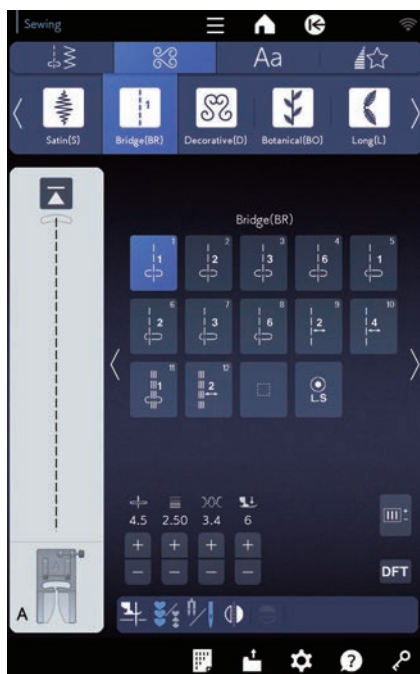 Sewing
Aa
1
Satin(S) Bridge(BR) Decorative(D) Botanical(BO) Long(L)
Bridge(BR)
1 2 3 4 5
1 2 3 6 1
6 7 8 9 10
2 3 6 2 4
11 12
1 2
L.S
4.5 2.50 3.4 6
+ + + +
− − − −
DFT
A